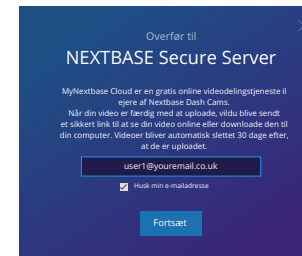 Overfør til
NEXTBASE Secure Server
MyNextbase Cloud er en gratis online videodelingstjeneste il
ejere af Nextbase Dash Cams.
Når din video er færdig med at uploade, vildu blive sendt
et sikkert link til at se din video online eller downloade den til
din computer. Videoer bliver automatisk slettet 30 dage efter,
at de er uploadet.
user1@youremail.co.uk
Husk min e-mailadresse
Fortsæt